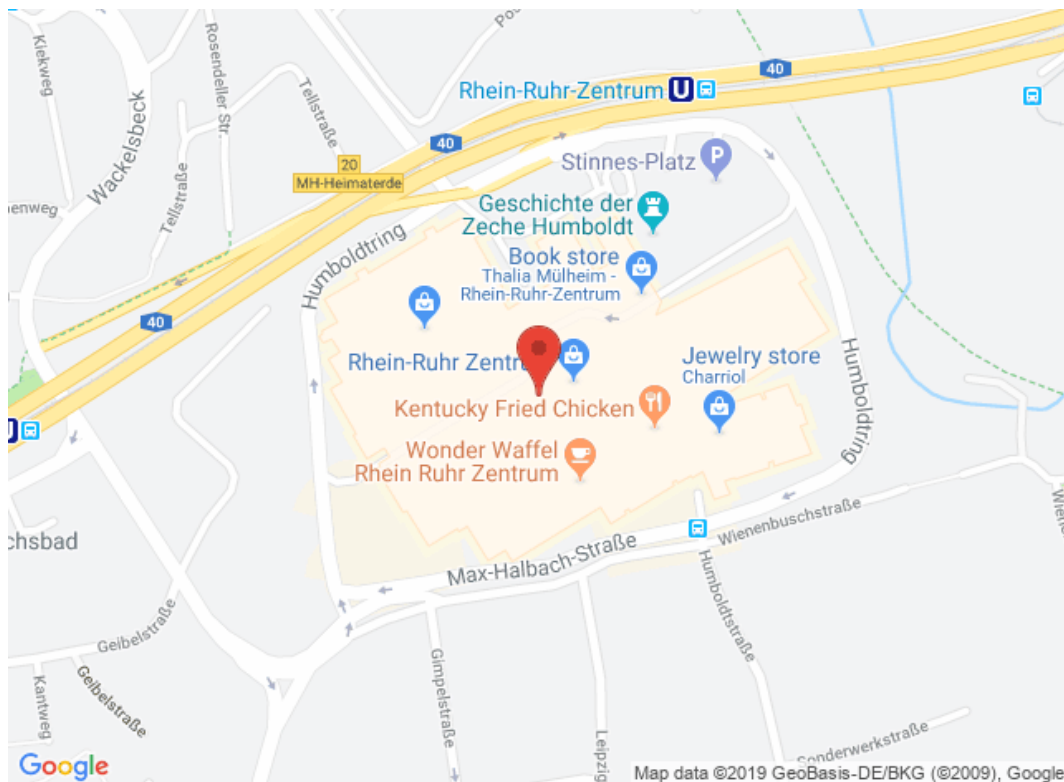 Kiekweg
Rosendeller Str.
Tellstraße
Wackelsbeck
40
Rhein-Ruhr-Zentrum
U
40
20
MH-Heimaterde
Stinnes-Platz
P
Tellstraße
Geschichte der
Zeche Humboldt
Humboldtring
Book store
Thalia Mülheim -
Rhein-Ruhr-Zentrum
40
Rhein-Ruhr Zentru
Jewelry store
Charriol
Humboldtring
Kentucky Fried Chicken
Wonder Waffel
Rhein Ruhr Zentrum
chsbad
Max-Halbach-Straße
Wienenbuschstraße
Humboldtstraße
Geibelstraße
Geibelstraße
Kantweg
Gimpelstraße
Leipzig
Sonderwerkstraße
Google
Map data ©2019 GeoBasis-DE/BKG (©2009), Google